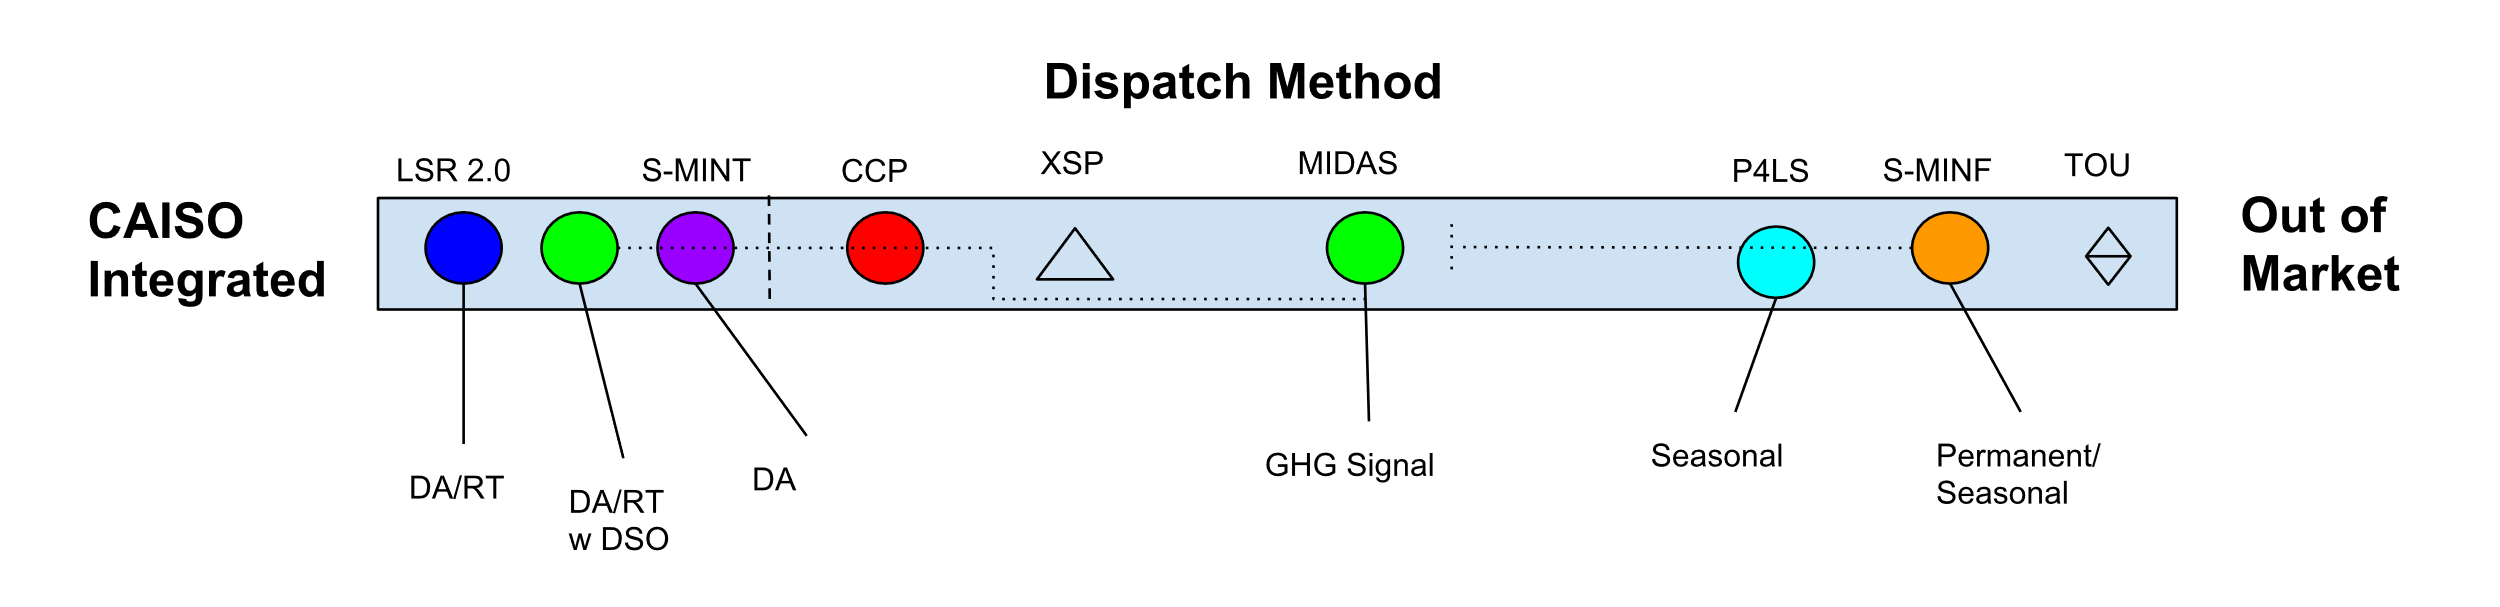 Dispatch Method
LSR 2.0
S-MINT
CCP
XSP
MIDAS
P4LS
S-MINF
TOU
CAISO
Integrated
Out of
Market
DA/RT
DA/RT
w DSO
DA
GHG Signal
Seasonal
Permanenet/
Seasonal